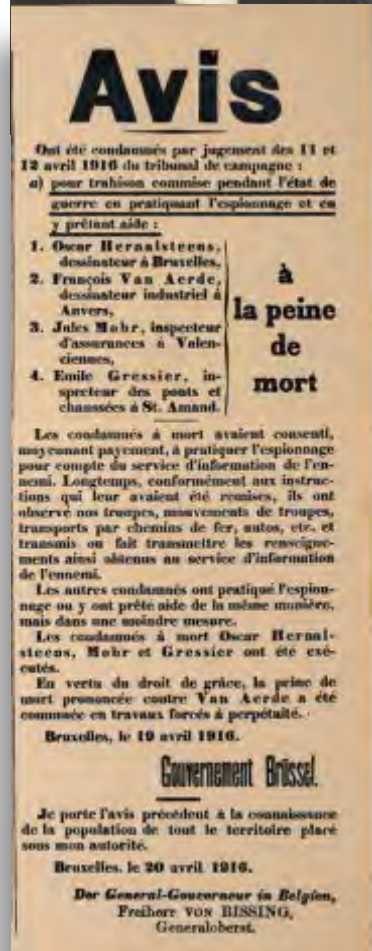 Avis
Ont été condamnés par jugement des 11 et
12 avril 1916 du tribunal de campagne :
a) pour trahison commise pendant l'état de
guerre en pratiquant l'espionnage et en
y prêtant aide :
1. Oscar Hernalsteens,
dessinateur à Bruxelles,
2. François Van Aerde,
dessinateur industriel à
Anvers,
3. Jules Mohr, inspecteur
d'assurances à Valen-
ciennes,
4. Emile Gressier, in-
specteur des ponts et
chaussées à St. Amand.
à
la peine
de
mort
Les condamnés à mort avaient consenti,
moyennant payement, à pratiquer l'espionnage
pour compte du service d'information de l'en-
nemi. Longtemps, conformément aux instruc-
tions qui leur avaient été remises, ils ont
observé nos troupes, mouvements de troupes,
transports par chemins de fer, autos, etc. et
transmis ou fait transmettre les renseigne-
ments ainsi obtenus au service d'information
de l'ennemi.
Les autres condamnés ont pratiqué l'espion-
nage ou y ont prêté aide de la même manière,
mais dans une moindre mesure.
Les condamnés à mort Oscar Hernal-
steens, Mohr et Gressier ont été exé-
cutés.
En vertu du droit de grâce, la peine de
mort prononcée contre Van Aerde a été
commuée en travaux forcés à perpétuité.
Bruxelles, le 19 avril 1916.
Gouvernement Brüssel.
Je porte l'avis précédent à la connaissance
de la population de tout le territoire placé
sous mon autorité.
Bruxelles, le 20 avril 1916.
Der General-Gouverneur in Belgien,
Freiherr VON BISSING,
Generaloberst.